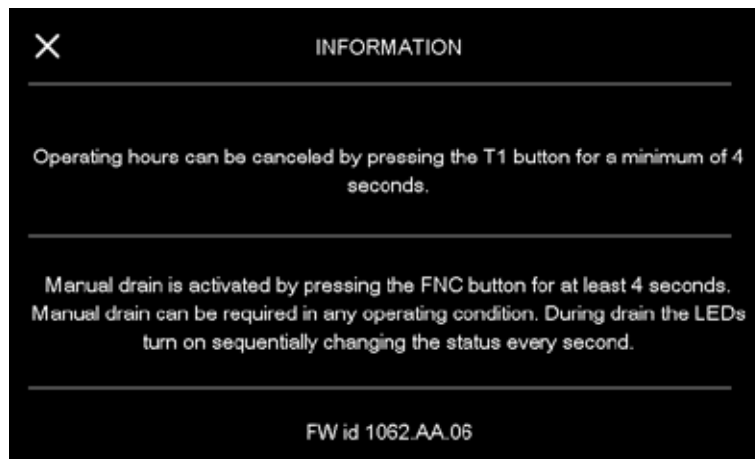 INFORMATION
Operating hours can be canceled by pressing the T1 button for a minimum of 4
seconds.
Manual drain is activated by pressing the FNC button for at least 4 seconds.
Manual drain can be required in any operating condition. During drain the LEDs
turn on sequentially changing the status every second.
FW id 1062.AA.06